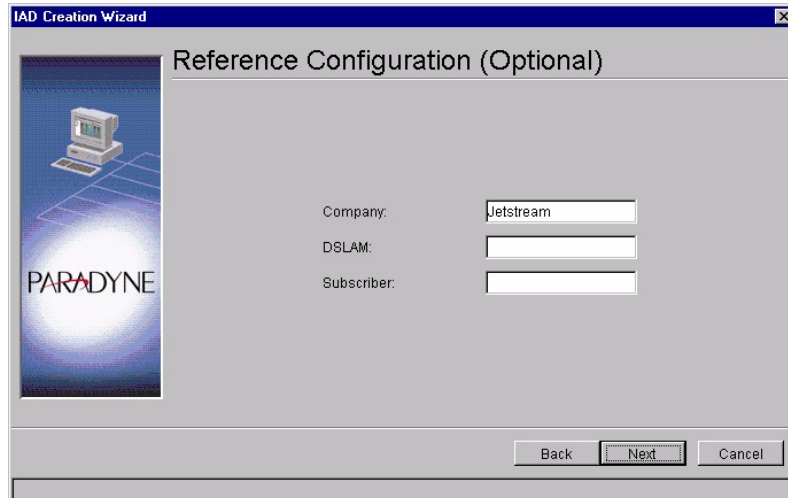 IAD Creation Wizard
Reference Configuration (Optional)
PARADYNE
Company: Jetstream
DSLAM:
Subscriber:
Back Next Cancel